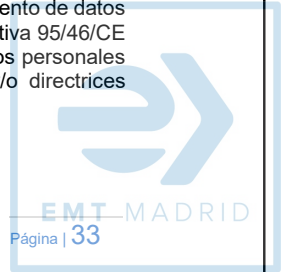 ento de datos
tiva 95/46/CE
os personales
/o directrices
EMT MADRID
Página | 33